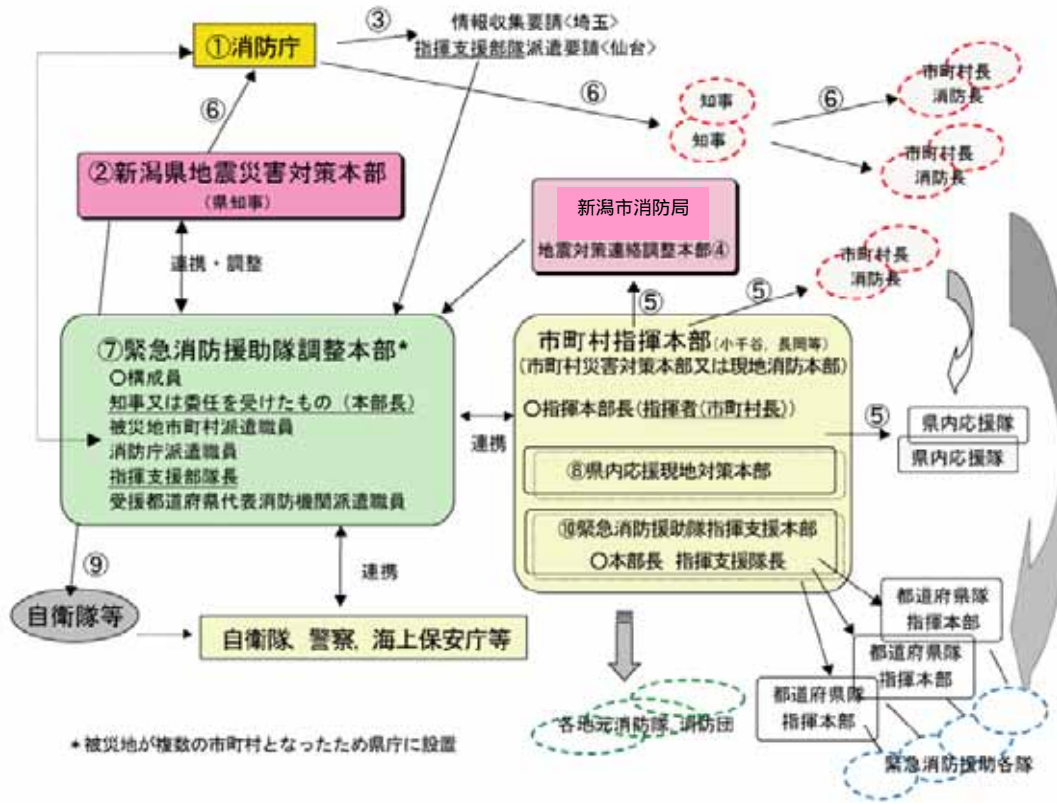 ①消防庁
③
情報収集要請<埼玉>
指揮支援部隊派遣要請<仙台>
⑥
⑥
知事
知事
⑥
市町村長
消防長
市町村長
消防長
②新潟県地震災害対策本部
(県知事)
新潟市消防局
地震対策連絡調整本部④
連携・調整
市町村長
消防長
⑤
⑤
⑦緊急消防援助隊調整本部*
○構成員
知事又は委任を受けたもの (本部長)
被災地市町村派遣職員
消防庁派遣職員
指揮支援部隊長
受援都道府県代表消防機関派遣職員
連携
市町村指揮本部(小千谷, 長岡等)
(市町村災害対策本部又は現地消防本部)
○指揮本部長(指揮者(市町村長))
⑧県内応援現地対策本部
⑩緊急消防援助隊指揮支援本部
○本部長 指揮支援隊長
⑤
県内応援隊
県内応援隊
⑨
自衛隊等
連携
自衛隊, 警察, 海上保安庁等
都道府県隊
指揮本部
都道府県隊
指揮本部
都道府県隊
指揮本部
各地元消防隊, 消防団
緊急消防援助各隊
*被災地が複数の市町村となったため県庁に設置